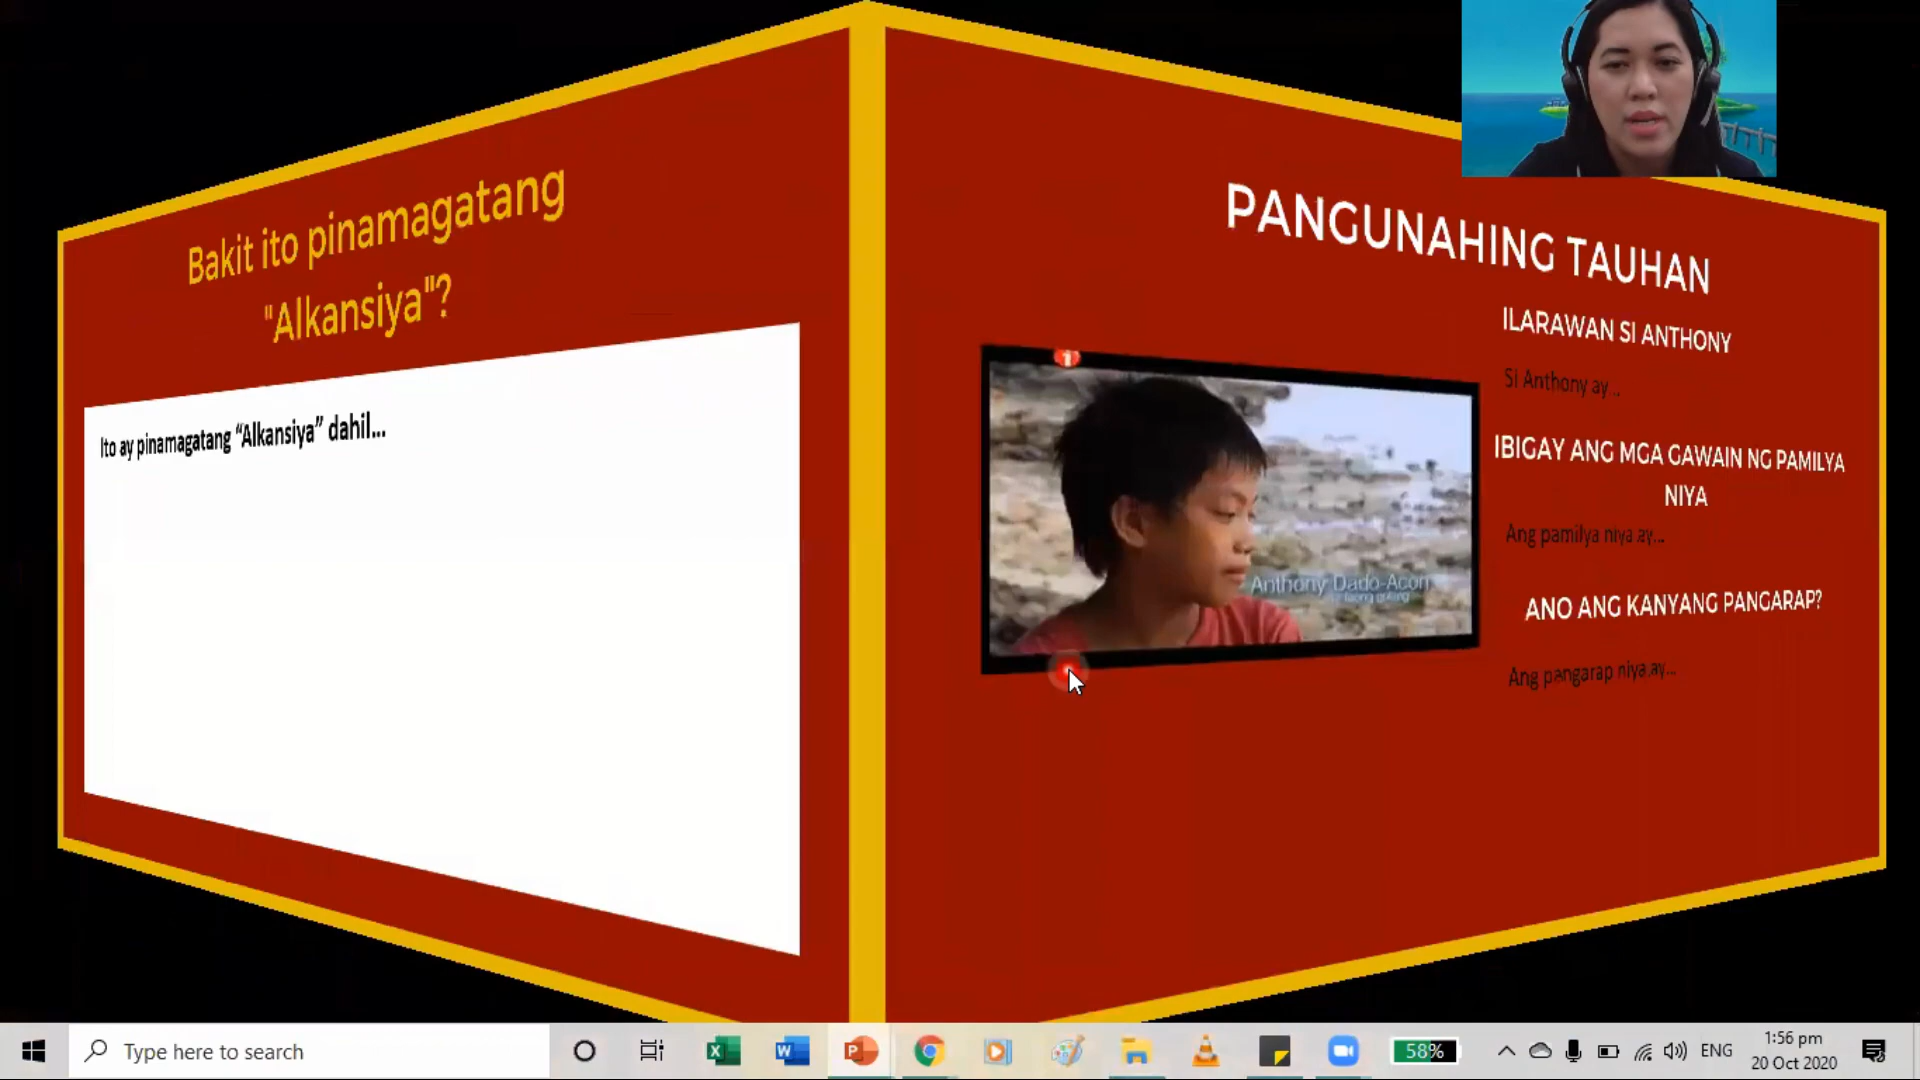 Bakit ito pinamagatang
"Alkansiya"?
Ito ay pinamagatang “Alkansiya” dahil...
PANGUNAHING TAUHAN
ILARAWAN SI ANTHONY
Si Anthony ay...
IBIGAY ANG MGA GAWAIN NG PAMILYA
NIYA
Ang pamilya niya ay...
ANO ANG KANYANG PANGARAP?
Ang pangarap niya ay...
Anthony Dado-Acon
Type here to search
58%
ENG
1:56 pm
20 Oct 2020